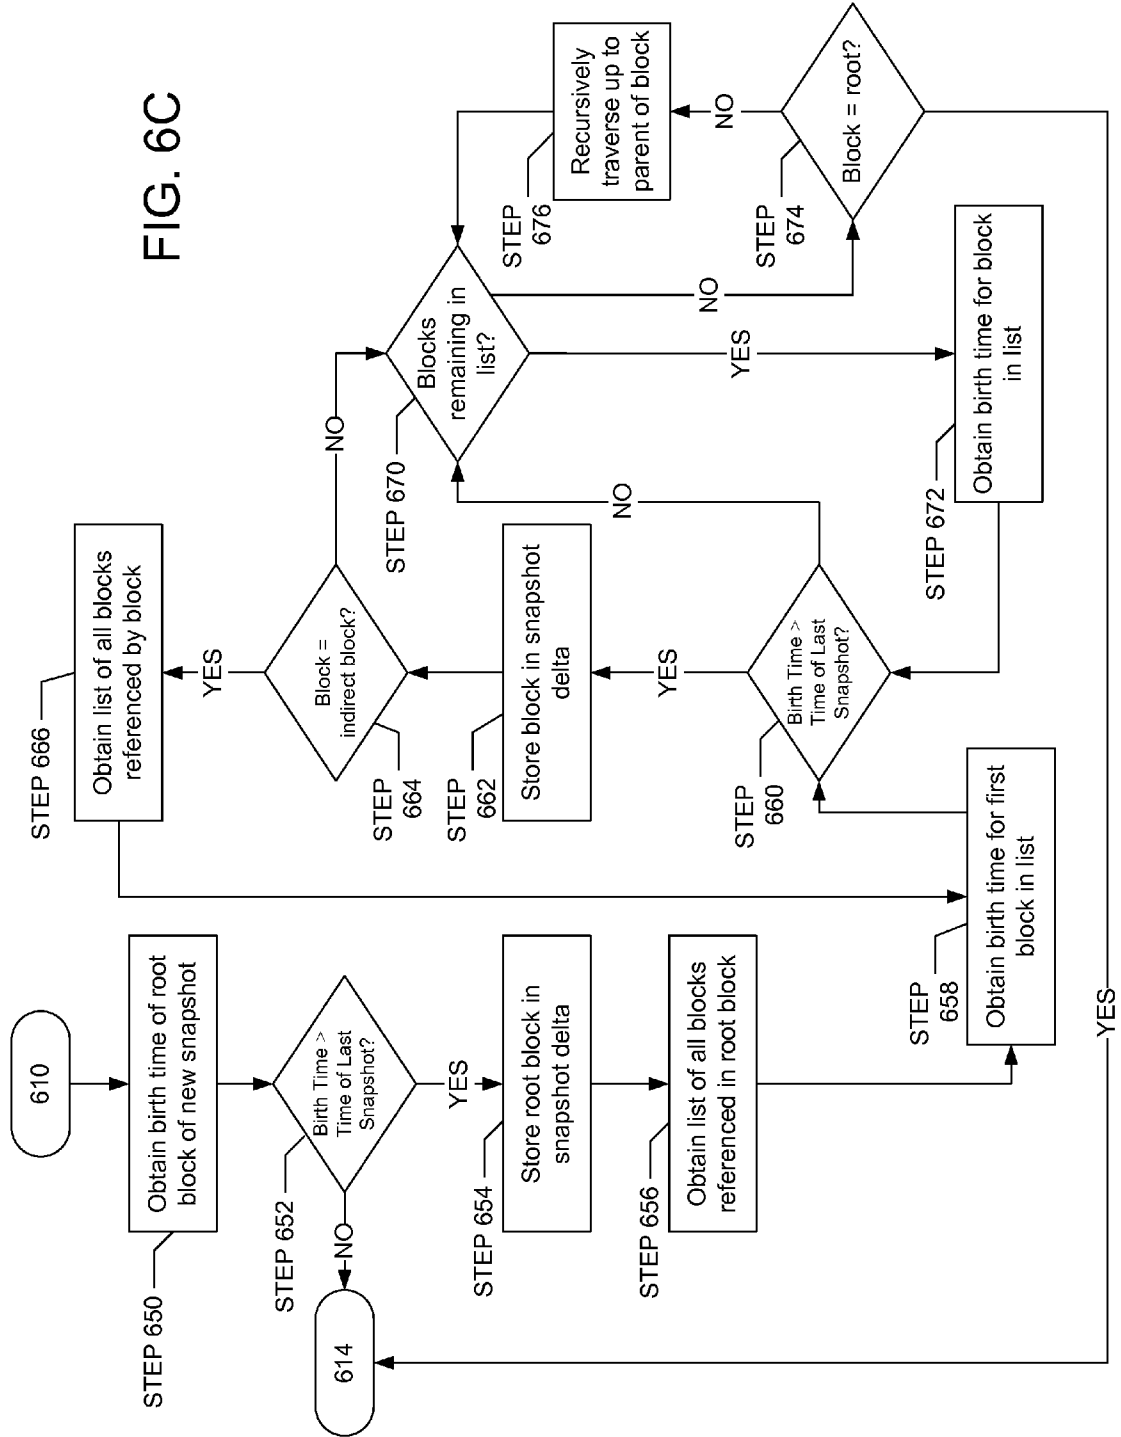 FIG. 6C
610
STEP 650
Obtain birth time of root
block of new snapshot
STEP 652
Birth Time >
Time of Last
Snapshot?
NO
614
YES
STEP 654
Store root block in
snapshot delta
STEP 656
Obtain list of all blocks
referenced in root block
STEP
658
Obtain birth time for first
block in list
STEP
660
Birth Time >
Time of Last
Snapshot?
YES
NO
STEP
662
Store block in snapshot
delta
STEP
664
Block =
indirect block?
YES
NO
STEP 666
Obtain list of all blocks
referenced by block
STEP 670
Blocks
remaining in
list?
YES
NO
STEP 672
Obtain birth time for block
in list
STEP
674
Block = root?
NO
YES
STEP
676
Recursively
traverse up to
parent of block